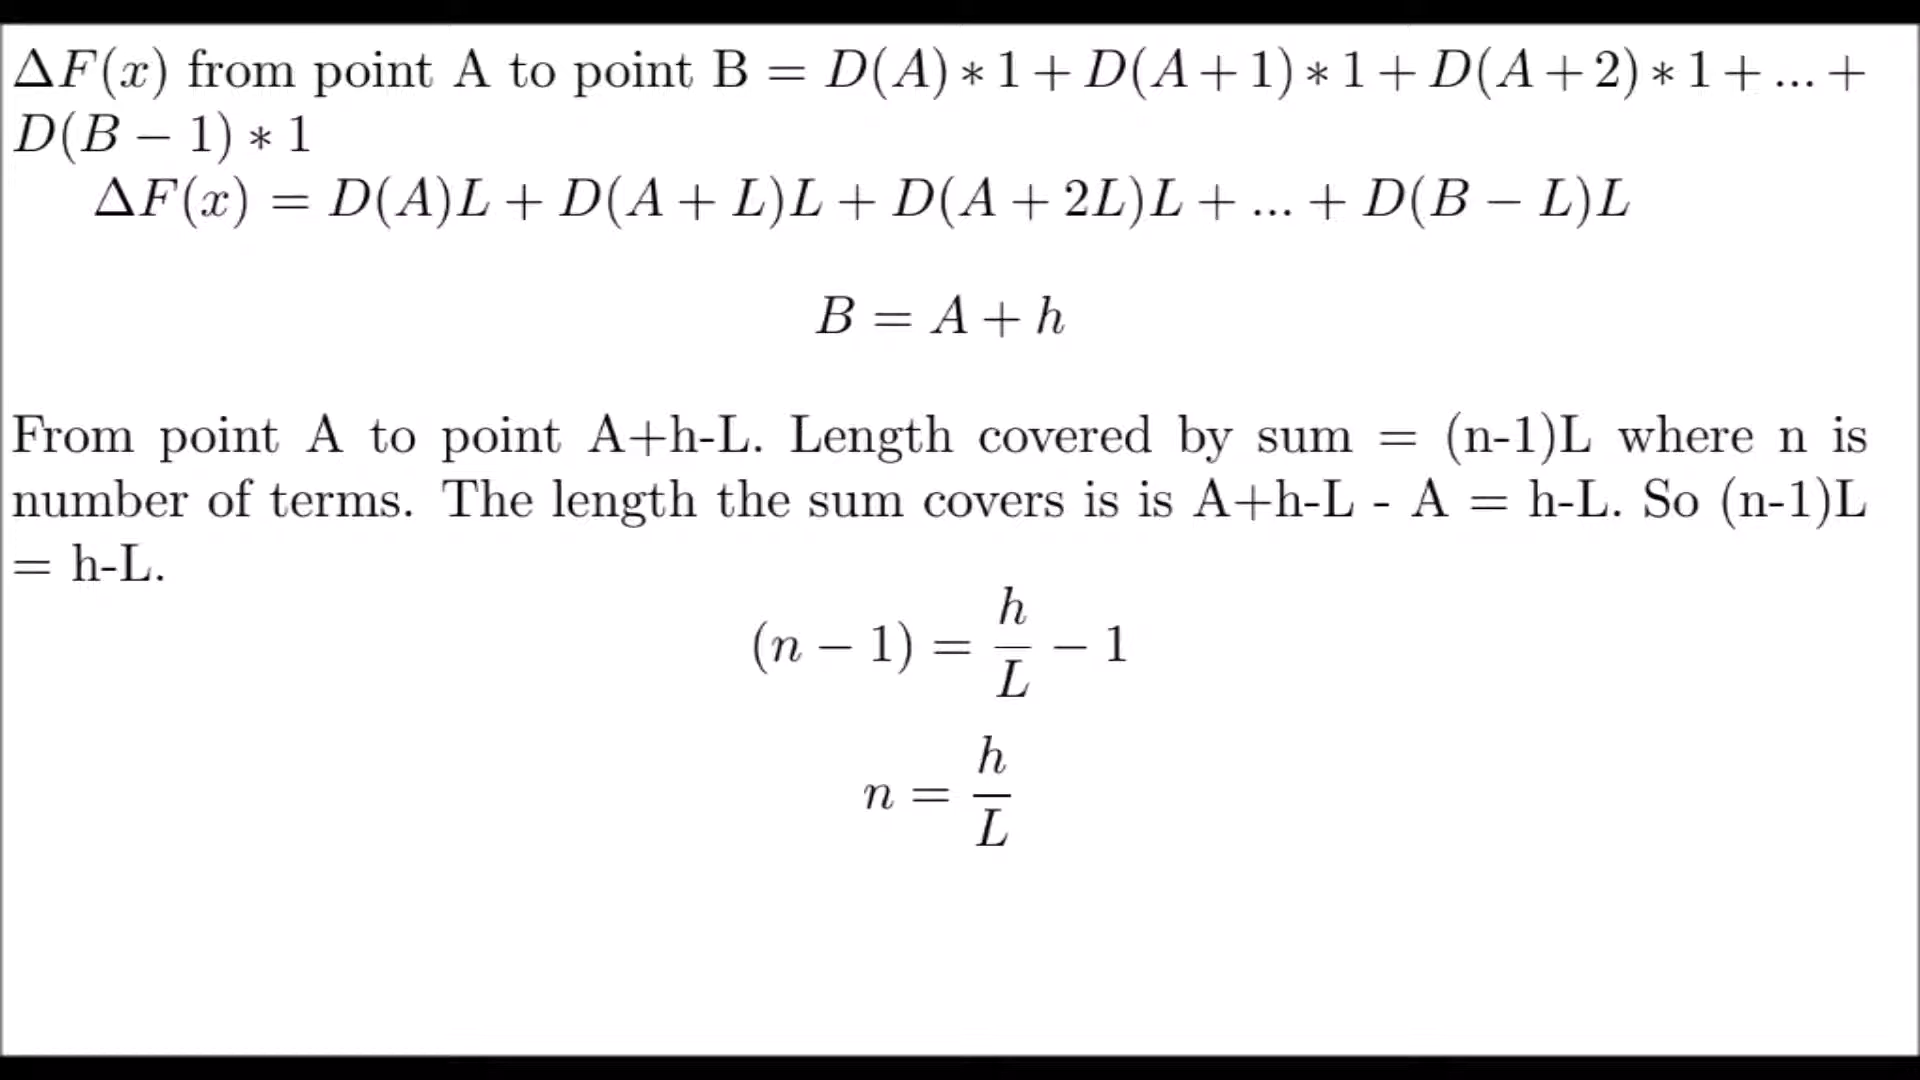 ΔF(x) from point A to point B = D(A) ∗ 1 + D(A + 1) ∗ 1 + D(A + 2) ∗ 1 + ... +
D(B − 1) ∗ 1
ΔF(x) = D(A)L + D(A + L)L + D(A + 2L)L + ... + D(B − L)L
B = A + h
From point A to point A+h-L. Length covered by sum = (n-1)L where n is
number of terms. The length the sum covers is is A+h-L - A = h-L. So (n-1)L
= h-L.
(n − 1) = h/L − 1
n = h/L